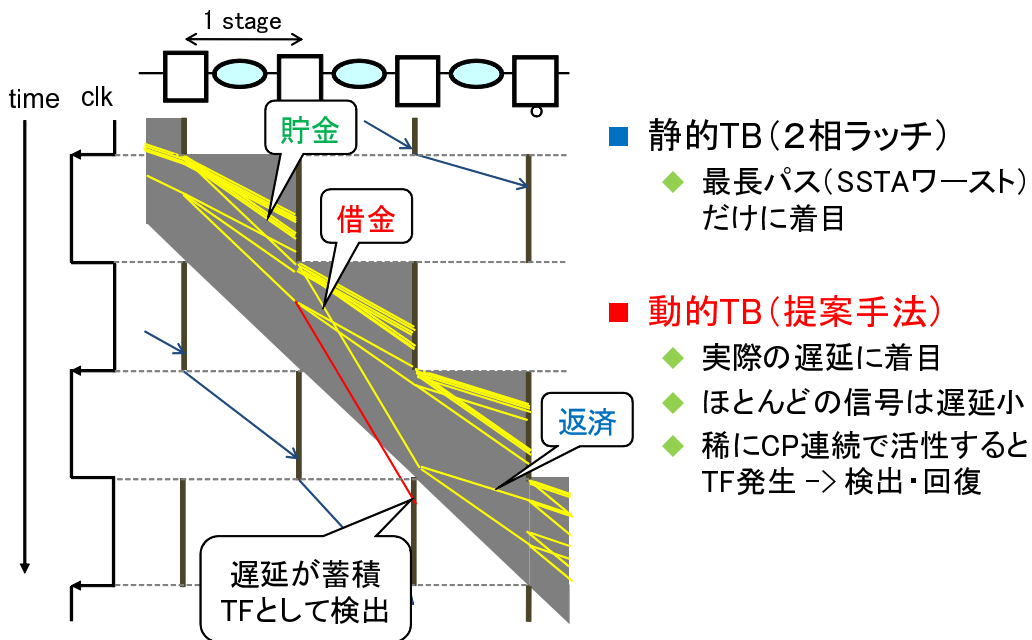 1 stage
time
clk
貯金
借金
返済
遅延が蓄積
TFとして検出
静的TB(2相ラッチ)
最長パス(SSTAワースト)
だけに着目
動的TB(提案手法)
実際の遅延に着目
ほとんどの信号は遅延小
稀にCP連続で活性すると
TF発生 -> 検出・回復